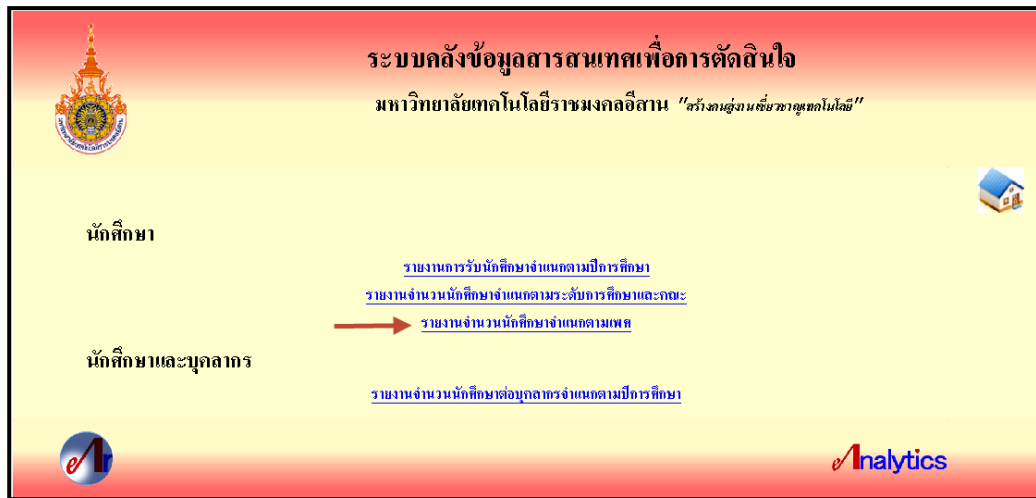 ระบบคลังข้อมูลสารสนเทศเพื่อการตัดสินใจ
มหาวิทยาลัยเทคโนโลยีราชมงคลอีสาน "สร้างคนสู่งานเชี่ยวชาญเทคโนโลยี"
นักศึกษา
รายงานการรับนักศึกษาจำแนกตามปีการศึกษา
รายงานจำนวนนักศึกษาจำแนกตามระดับการศึกษาและคณะ
รายงานจำนวนนักศึกษาจำแนกตามเพศ
นักศึกษาและบุคลากร
รายงานจำนวนนักศึกษาต่อบุคลากรจำแนกตามปีการศึกษา
eAnalytics